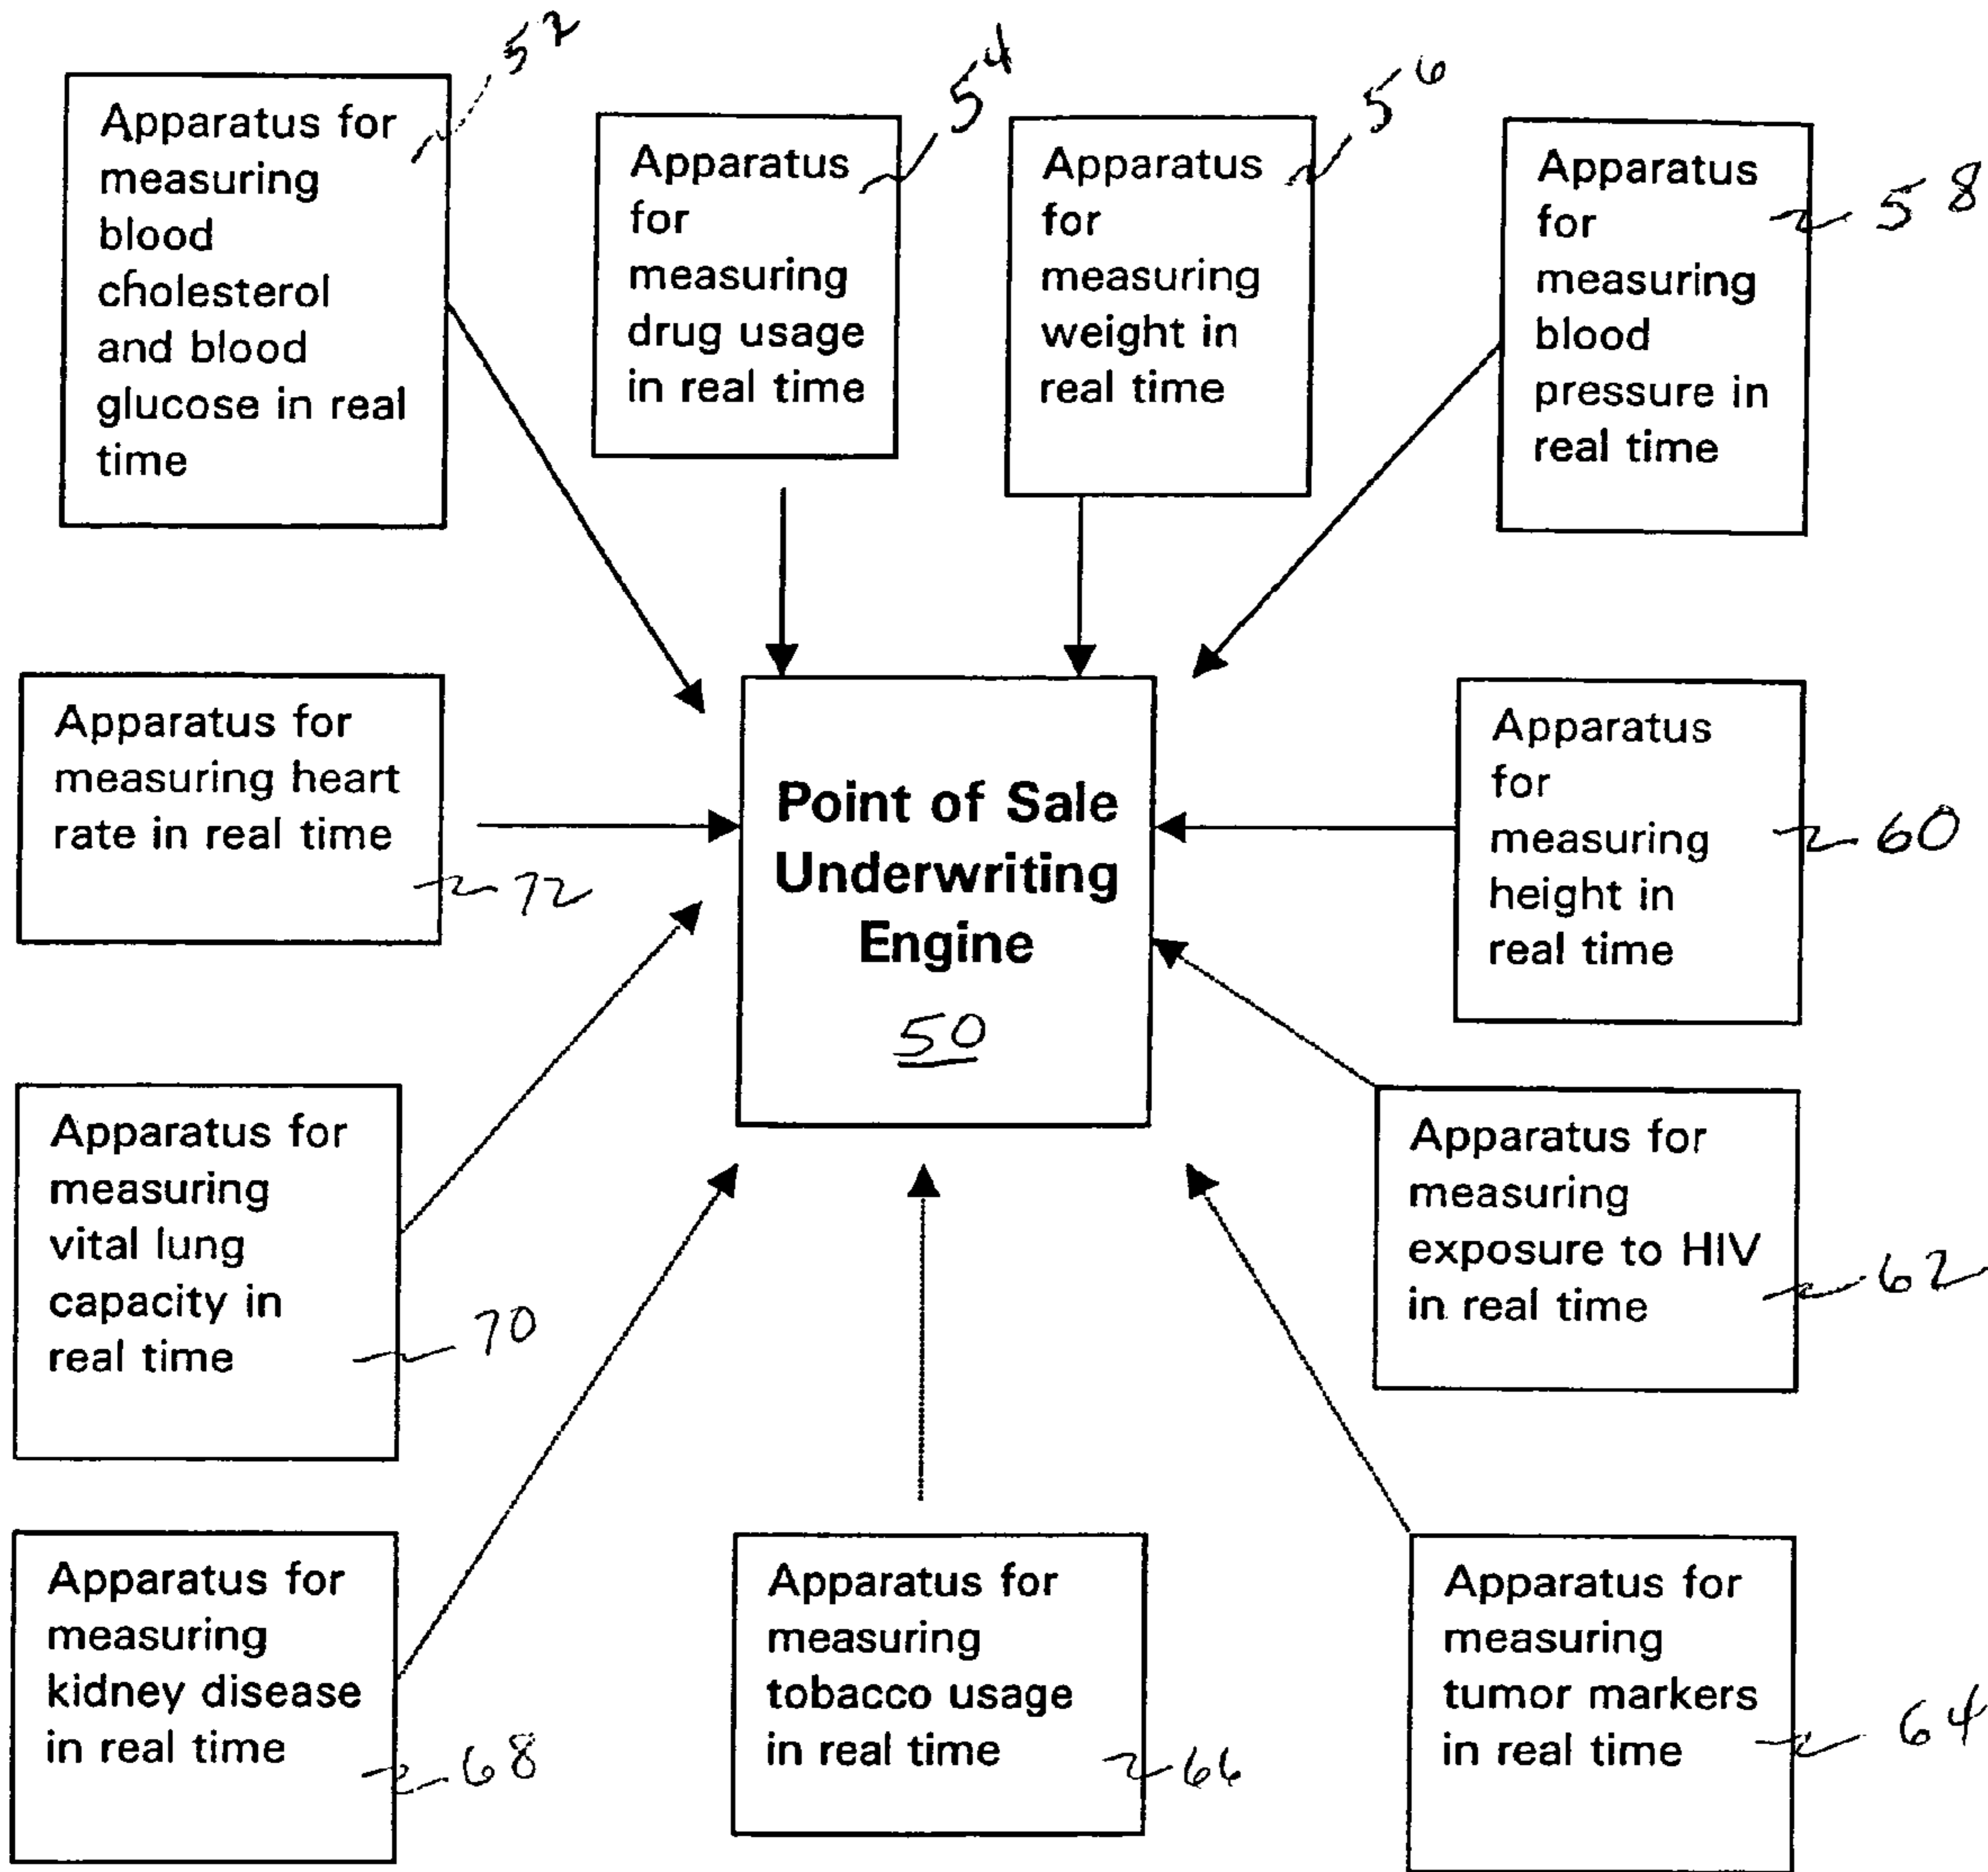 52
Apparatus for
measuring
blood
cholesterol
and blood
glucose in real
time
54
Apparatus
for
measuring
drug usage
in real time
56
Apparatus
for
measuring
weight in
real time
58
Apparatus
for
measuring
blood
pressure in
real time
Apparatus for
measuring heart
rate in real time
72
Point of Sale
Underwriting
Engine
50
Apparatus
for
measuring
height in
real time
60
Apparatus for
measuring
vital lung
capacity in
real time
70
Apparatus for
measuring
exposure to HIV
in real time
62
Apparatus for
measuring
kidney disease
in real time
68
Apparatus for
measuring
tobacco usage
in real time
66
Apparatus for
measuring
tumor markers
in real time
64